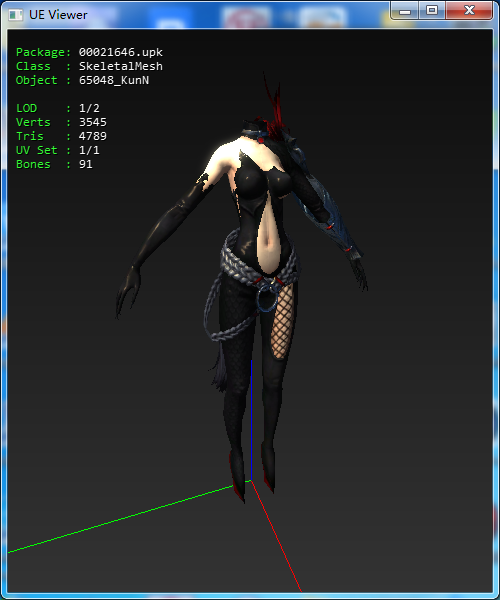 UE Viewer
Package: 00021646.upk
Class : SkeletalMesh
Object : 65048_KunN
LOD : 1/2
Verts : 3545
Tris : 4789
UV Set : 1/1
Bones : 91